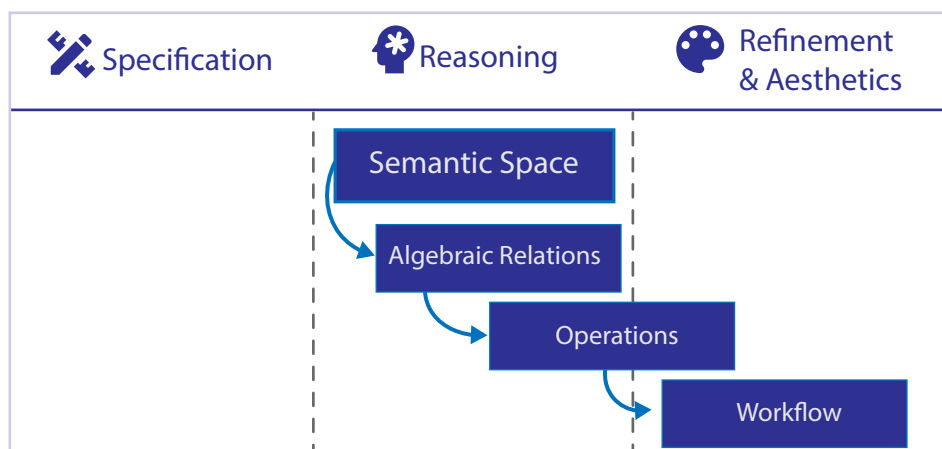 Specification
Reasoning
Refinement
& Aesthetics
Semantic Space
Algebraic Relations
Operations
Workflow